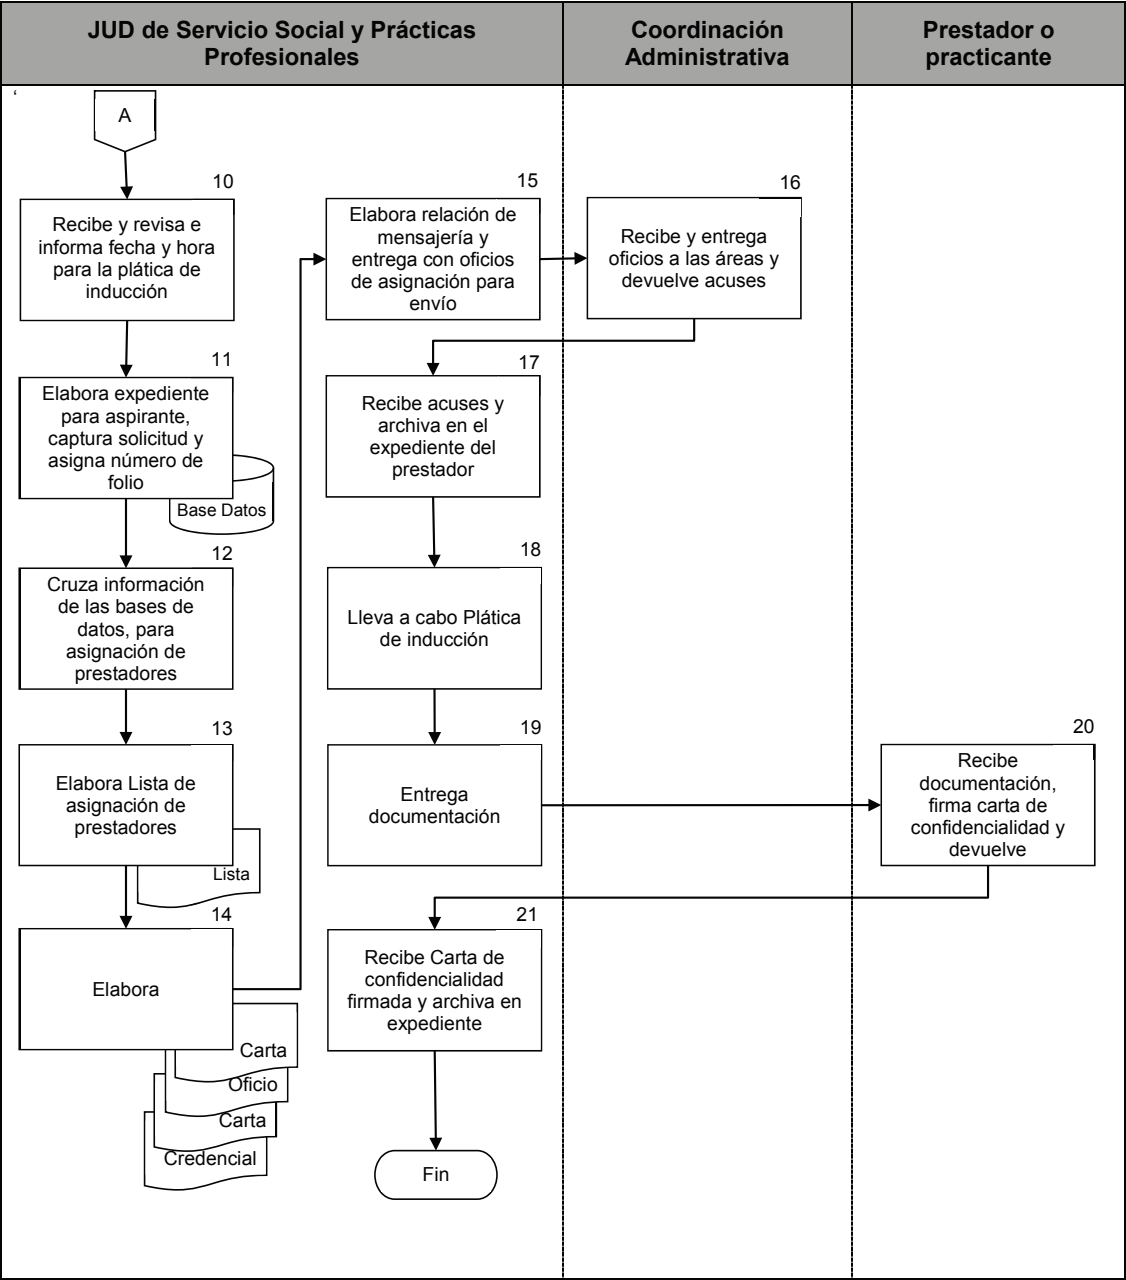 JUD de Servicio Social y Prácticas
Profesionales
Coordinación
Administrativa
Prestador o
practicante
‘
A
10
Recibe y revisa e
informa fecha y hora
para la plática de
inducción
11
Elabora expediente
para aspirante,
captura solicitud y
asigna número de
folio
Base Datos
12
Cruza información
de las bases de
datos, para
asignación de
prestadores
13
Elabora Lista de
asignación de
prestadores
Lista
14
Elabora
Carta
Oficio
Carta
Credencial
15
Elabora relación de
mensajería y
entrega con oficios
de asignación para
envío
16
Recibe y entrega
oficios a las áreas y
devuelve acuses
17
Recibe acuses y
archiva en el
expediente del
prestador
18
Lleva a cabo Plática
de inducción
19
Entrega
documentación
20
Recibe
documentación,
firma carta de
confidencialidad y
devuelve
21
Recibe Carta de
confidencialidad
firmada y archiva en
expediente
Fin